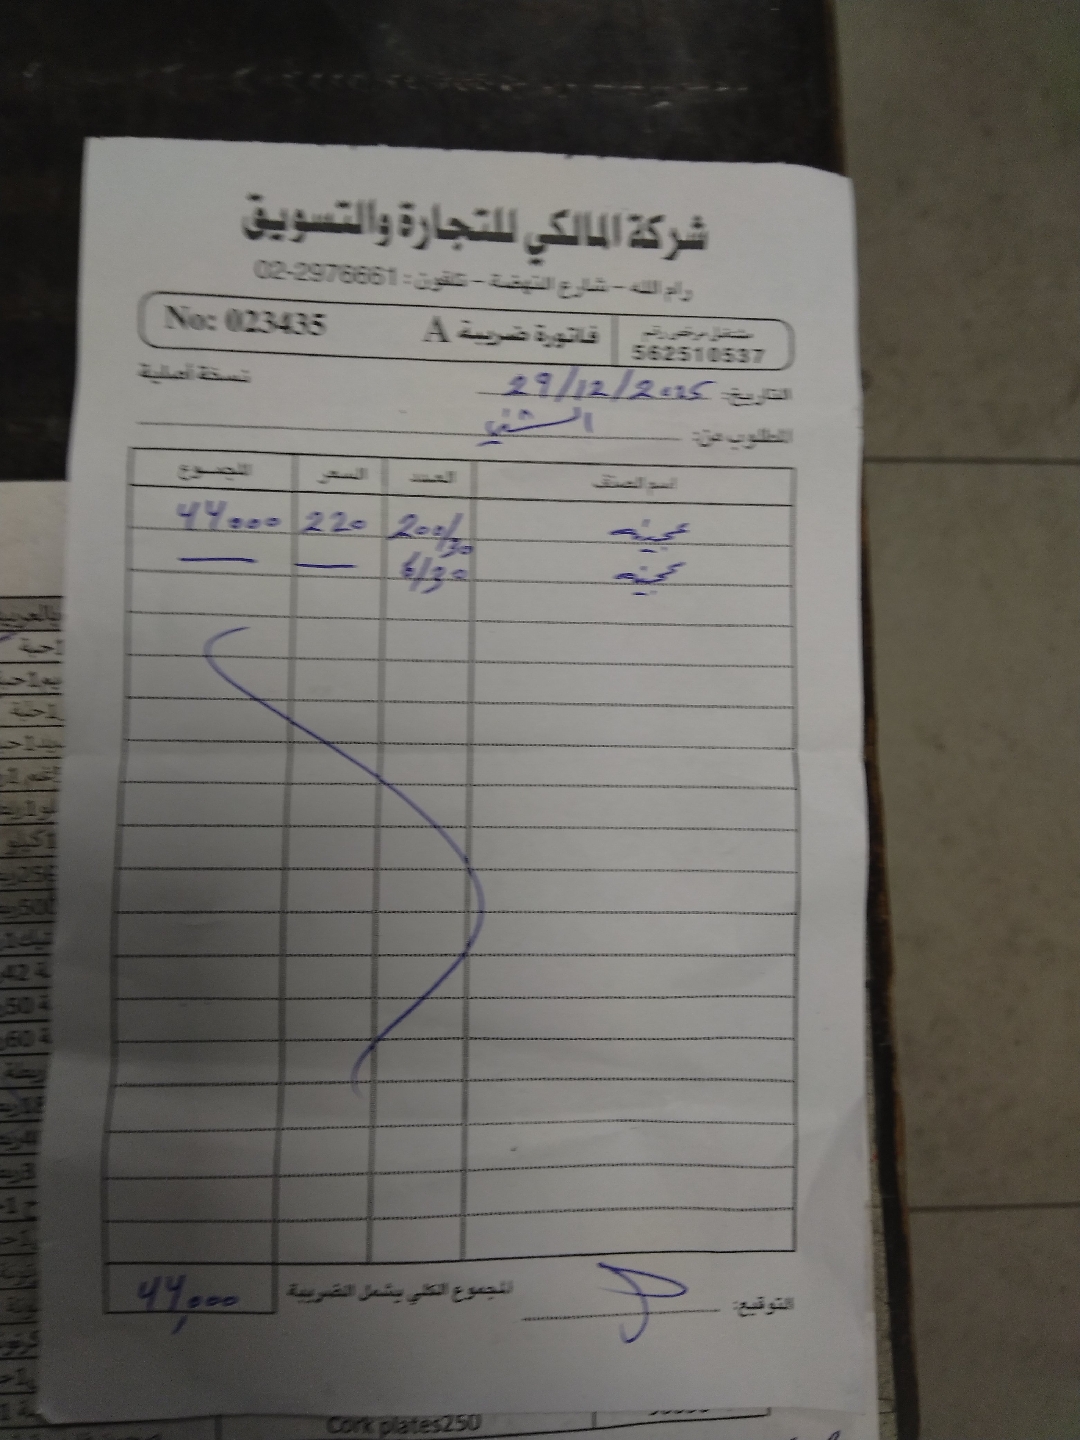 شركة المالكي للتجارة والتسويق
رام الله - شارع النهضة - تلفون: 02-2976661
مشتغل مرخص رقم 562510537
فاتورة ضريبية A
No: 023435
نسخة أصلية
التاريخ: 29/12/2025
المطلوب من:
اسم الصنف العدد السعر المجموع
عجينه 200/30 220 44000
عجينه 6/30 — —
التوقيع:
المجموع الكلي يشمل الضريبة 44,000
Cork plates250